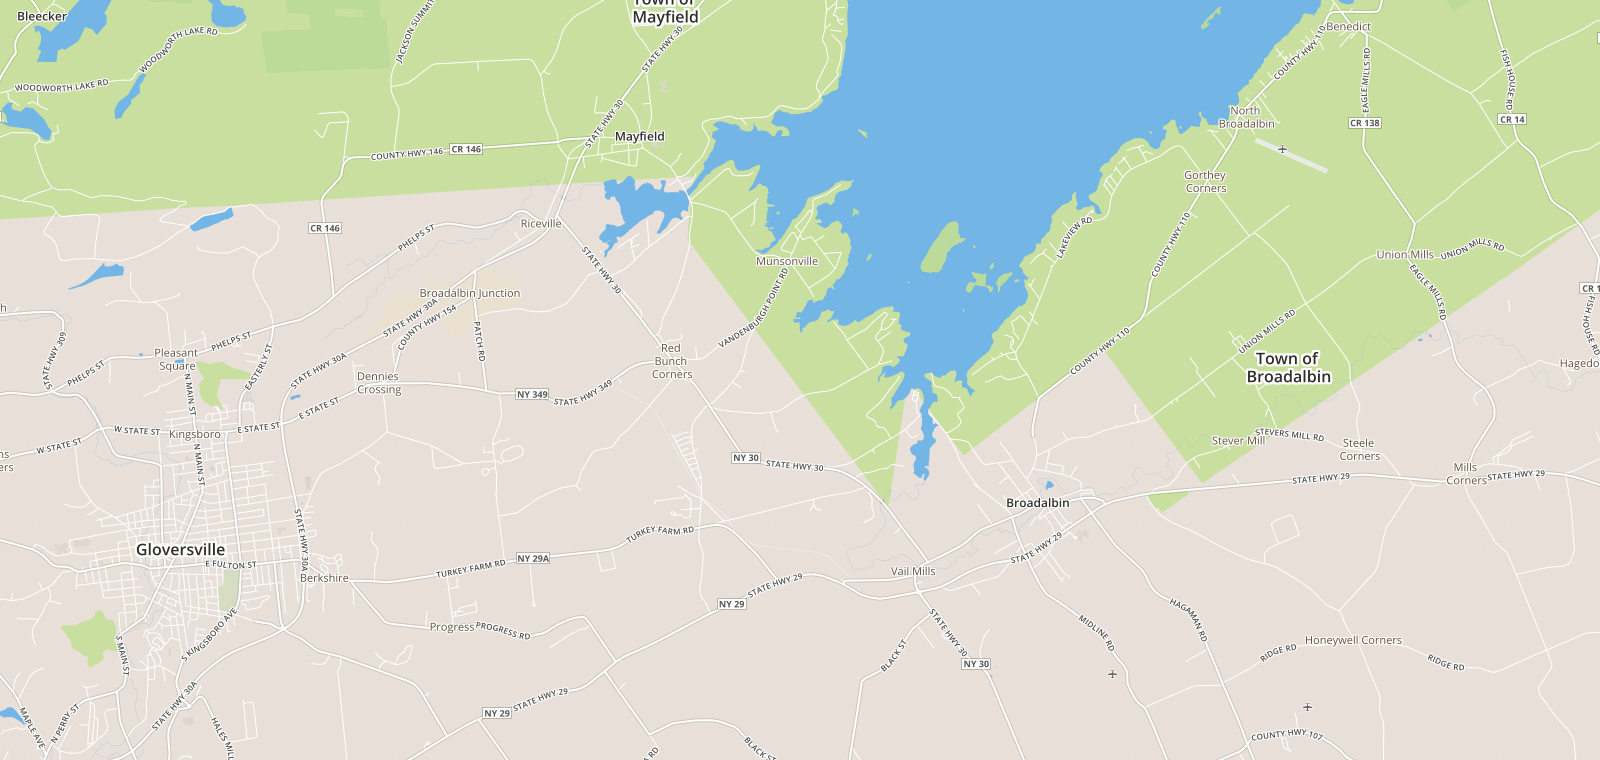 Bleecker
WOODWORTH LAKE RD
WOODWORTH LAKE RD
JACKSON SUMMIT
Town of
Mayfield
STATE HWY 30
STATE HWY 30
Mayfield
COUNTY HWY 146
CR 146
CR 146
Benedict
COUNTY HWY 110
EAGLE MILLS RD
FISH HOUSE RD
CR 138
CR 14
North
Broadalbin
Gorthey
Corners
LAKEVIEW RD
COUNTY HWY 110
Union Mills
UNION MILLS RD
EAGLE MILLS RD
CR 1
FISH HOUSE RD
Riceville
PHELPS ST
STATE HWY 30
Munsonville
VANDENBURGH POINT RD
Broadalbin Junction
STATE HWY 30A
COUNTY HWY 154
PATCH RD
h
STATE HWY 309
PHELPS ST
PHELPS ST
Pleasant
Square
N MAIN ST
EASTERLY ST
STATE HWY 30A
Dennies
Crossing
Red
Bunch
Corners
NY 349
STATE HWY 349
E STATE ST
E STATE ST
W STATE ST
W STATE ST
Kingsboro
N MAIN ST
ns
ers
COUNTY HWY 110
UNION MILLS RD
Town of
Broadalbin
Hagedo
Stever Mill
STEVERS MILL RD
Steele
Corners
Mills
Corners
STATE HWY 29
STATE HWY 29
NY 30
STATE HWY 30
Broadalbin
STATE HWY 29
Gloversville
E FULTON ST
STATE HWY 30A
Berkshire
TURKEY FARM RD
NY 29A
TURKEY FARM RD
Vail Mills
STATE HWY 29
NY 29
Progress
PROGRESS RD
S KINGSBORO AVE
S MAIN ST
STATE HWY 30
NY 30
BLACK ST
MIDLINE RD
HAGAMAN RD
Honeywell Corners
RIDGE RD
RIDGE RD
STATE HWY 30A
N PERRY ST
MAPLE AVE
HALES MILL
NY 29
STATE HWY 29
A RD
BLACK ST
COUNTY HWY 107